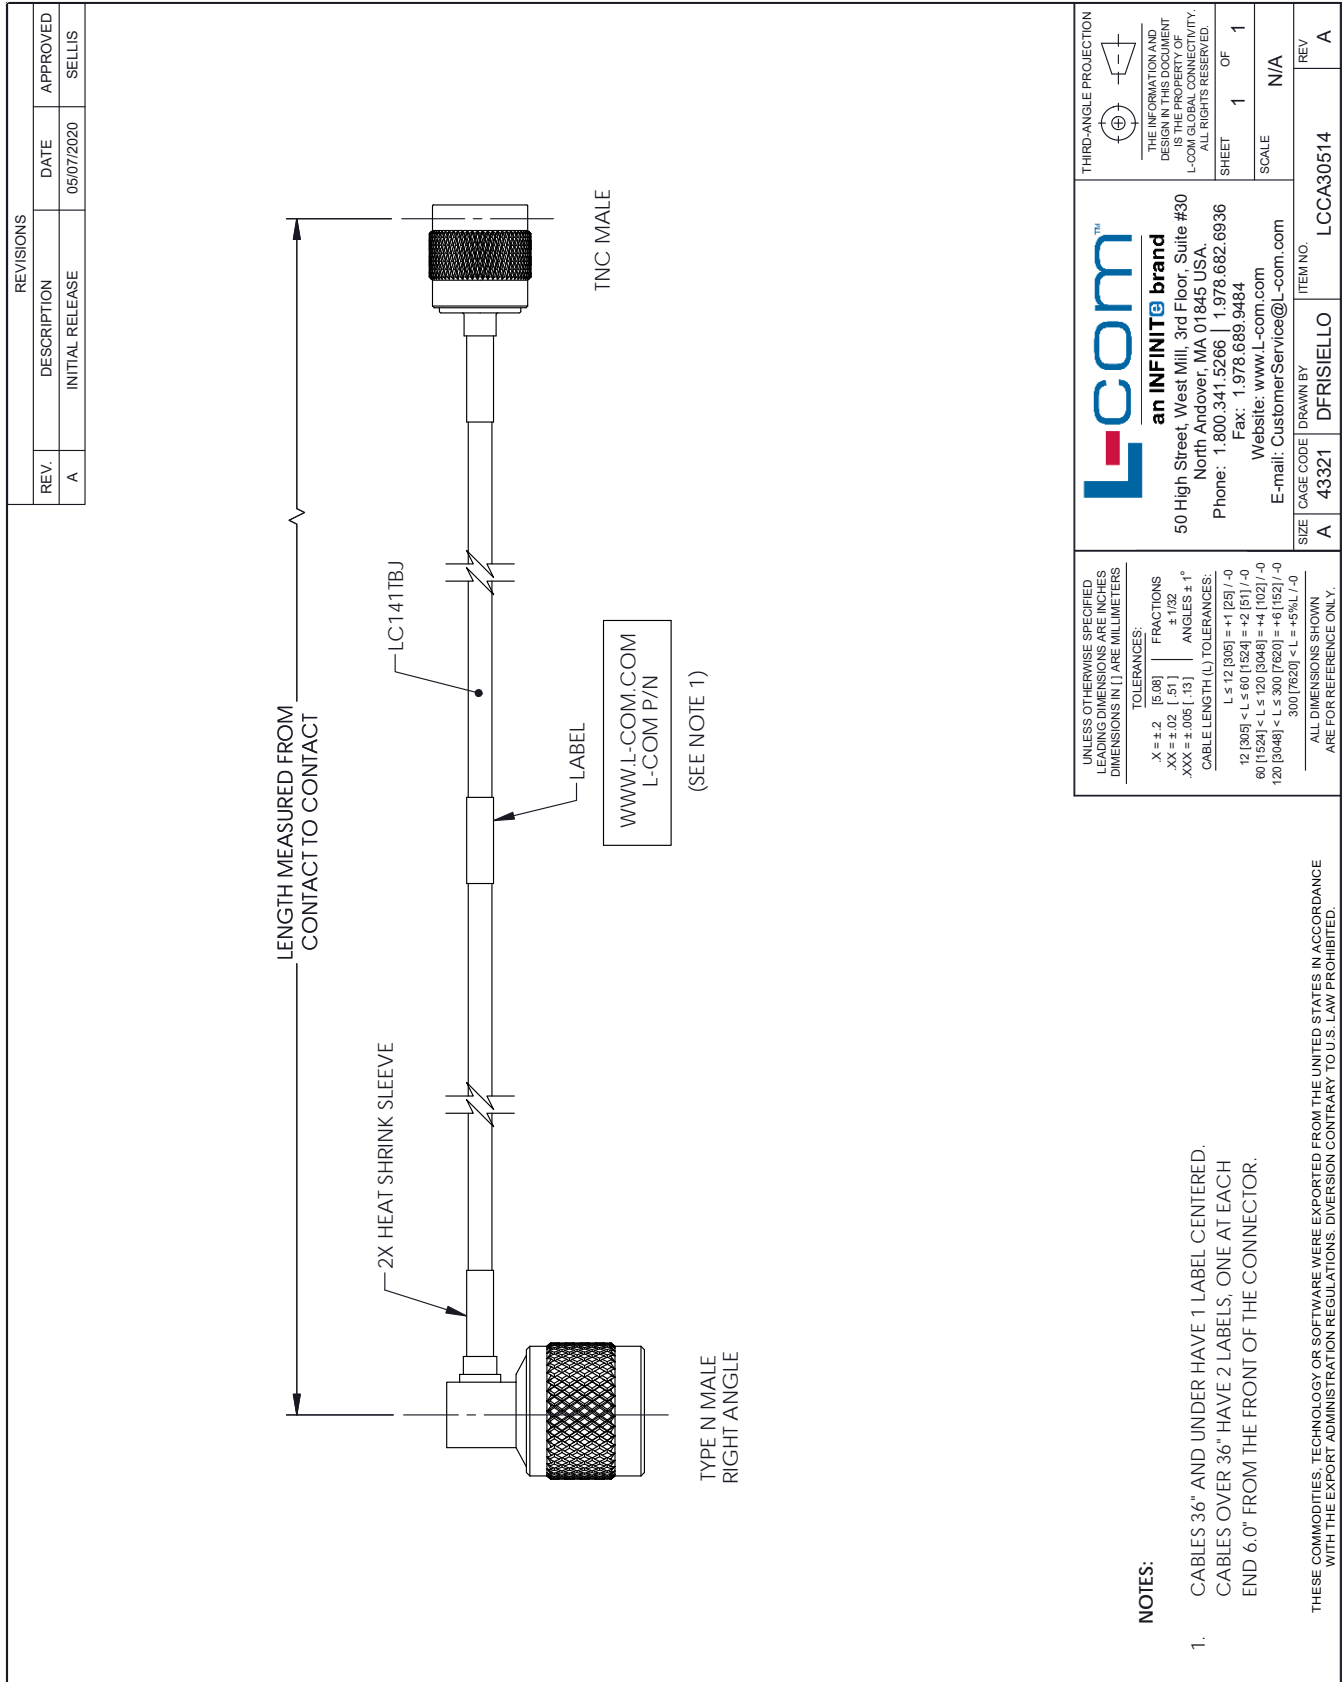 REVISIONS
REV.
DESCRIPTION
DATE
APPROVED
A
INITIAL RELEASE
05/07/2020
SELLIS
LENGTH MEASURED FROM
CONTACT TO CONTACT
2X HEAT SHRINK SLEEVE
LC141TBJ
LABEL
WWW.L-COM.COM
L-COM P/N
(SEE NOTE 1)
TYPE N MALE
RIGHT ANGLE
TNC MALE
NOTES:
1. CABLES 36" AND UNDER HAVE 1 LABEL CENTERED.
CABLES OVER 36" HAVE 2 LABELS, ONE AT EACH
END 6.0" FROM THE FRONT OF THE CONNECTOR.
THESE COMMODITIES, TECHNOLOGY OR SOFTWARE WERE EXPORTED FROM THE UNITED STATES IN ACCORDANCE
WITH THE EXPORT ADMINISTRATION REGULATIONS. DIVERSION CONTRARY TO U.S. LAW PROHIBITED.
UNLESS OTHERWISE SPECIFIED
LEADING DIMENSIONS ARE INCHES
DIMENSIONS IN [ ] ARE MILLIMETERS
TOLERANCES:
.X = ± .2 [5.08]
.XX = ± .02 [ .51 ]
.XXX = ± .005 [ .13 ]
FRACTIONS
± 1/32
ANGLES ± 1°
CABLE LENGTH (L) TOLERANCES:
L ≤ 12 [305] = +1 [25] / -0
12 [305] < L ≤ 60 [1524] = +2 [51] / -0
60 [1524] < L ≤ 120 [3048] = +4 [102] / -0
120 [3048] < L ≤ 300 [7620] = +6 [152] / -0
300 [7620] < L = +5%L / -0
ALL DIMENSIONS SHOWN
ARE FOR REFERENCE ONLY.
L-com™
an INFINITe brand
50 High Street, West Mill, 3rd Floor, Suite #30
North Andover, MA 01845 USA.
Phone: 1.800.341.5266 | 1.978.682.6936
Fax: 1.978.689.9484
Website: www.L-com.com
E-mail: CustomerService@L-com.com
THIRD-ANGLE PROJECTION
THE INFORMATION AND
DESIGN IN THIS DOCUMENT
IS THE PROPERTY OF
L-COM GLOBAL CONNECTIVITY.
ALL RIGHTS RESERVED.
SHEET 1 OF 1
SCALE N/A
SIZE A
CAGE CODE 43321
DRAWN BY DFRISIELLO
ITEM NO. LCCA30514
REV A